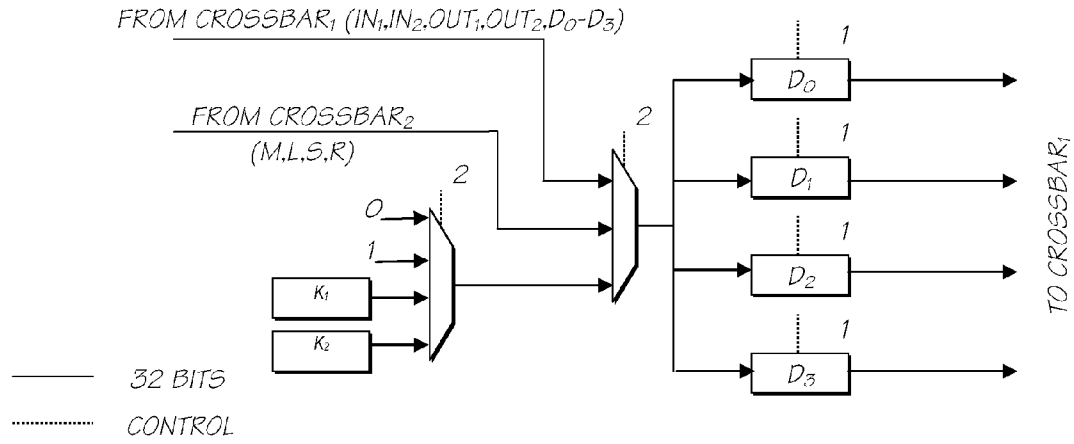 FROM CROSSBAR₁ (IN₁,IN₂,OUT₁,OUT₂,D₀-D₃)
1
D₀
FROM CROSSBAR₂
(M,L,S,R)
2
1
D₁
2
0
1
1
D₂
K₁
K₂
1
D₃
TO CROSSBAR₁
32 BITS
CONTROL